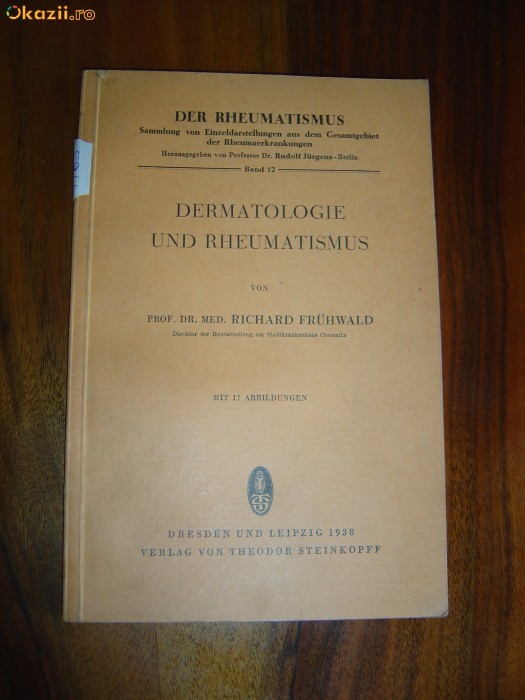 Okazii.ro
DER RHEUMATISMUS
Sammlung von Einzeldarstellungen aus dem Gesamtgebiet
der Rheumaerkrankungen
Herausgegeben von Professor Dr. Rudolf Jürgens-Berlin
Band 12
DERMATOLOGIE
UND RHEUMATISMUS
VON
PROF. DR. MED. RICHARD FRÜHWALD
Direktor der Hautabteilung am Stadtkrankenhaus Chemnitz
MIT 17 ABBILDUNGEN
DRESDEN UND LEIPZIG 1938
VERLAG VON THEODOR STEINKOPFF